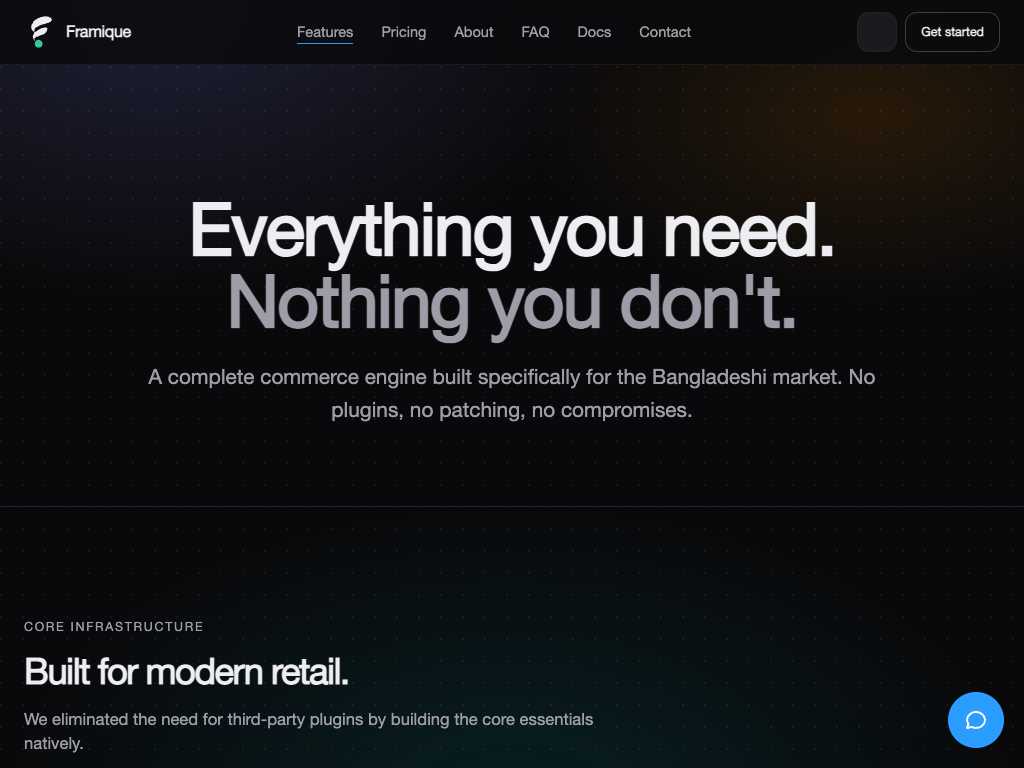 Framique
Features
Pricing
About
FAQ
Docs
Contact
Get started
Everything you need.
Nothing you don't.
A complete commerce engine built specifically for the Bangladeshi market. No
plugins, no patching, no compromises.
CORE INFRASTRUCTURE
Built for modern retail.
We eliminated the need for third-party plugins by building the core essentials
natively.